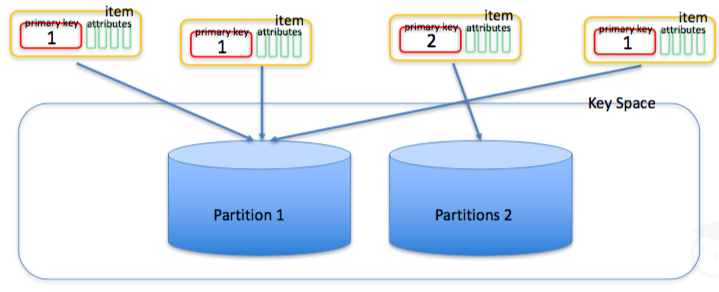 item
primary key attributes
1
item
primary key attributes
1
item
primary key attributes
2
item
primary key attributes
1
Key Space
Partition 1
Partitions 2